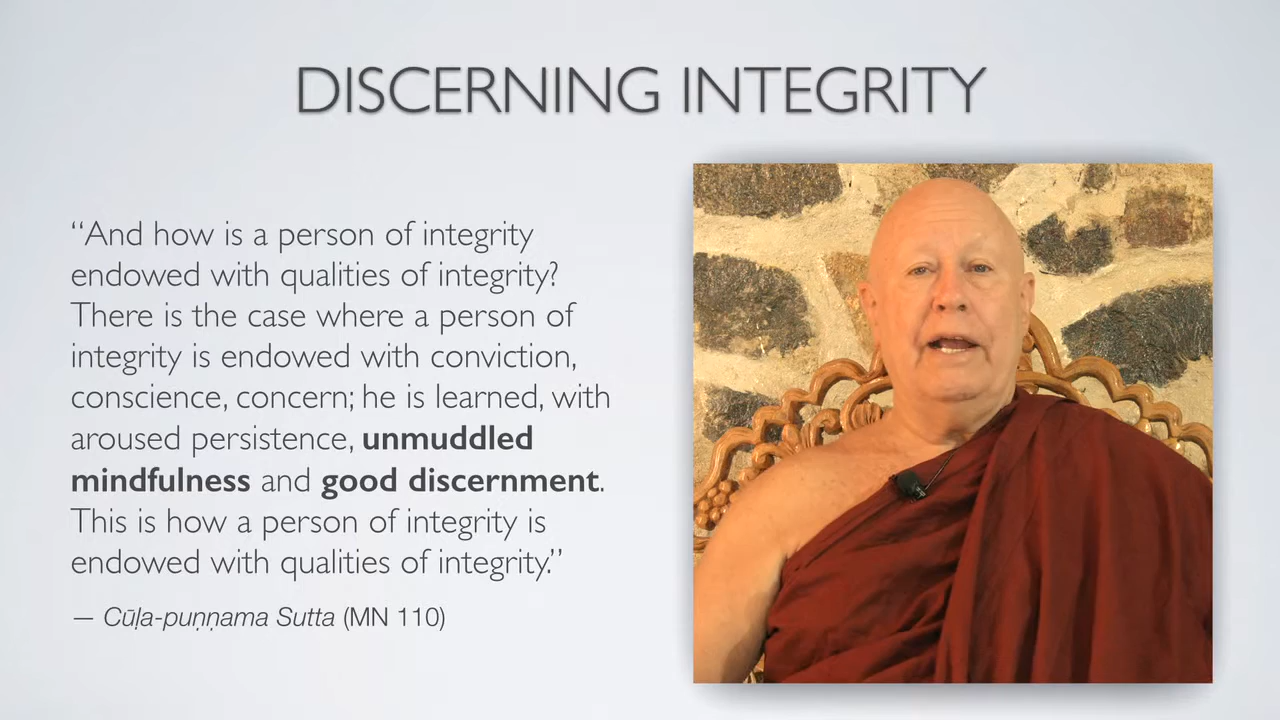 DISCERNING INTEGRITY
“And how is a person of integrity
endowed with qualities of integrity?
There is the case where a person of
integrity is endowed with conviction,
conscience, concern; he is learned, with
aroused persistence, unmuddled
mindfulness and good discernment.
This is how a person of integrity is
endowed with qualities of integrity.”
— Cūḷa-puṇṇama Sutta (MN 110)